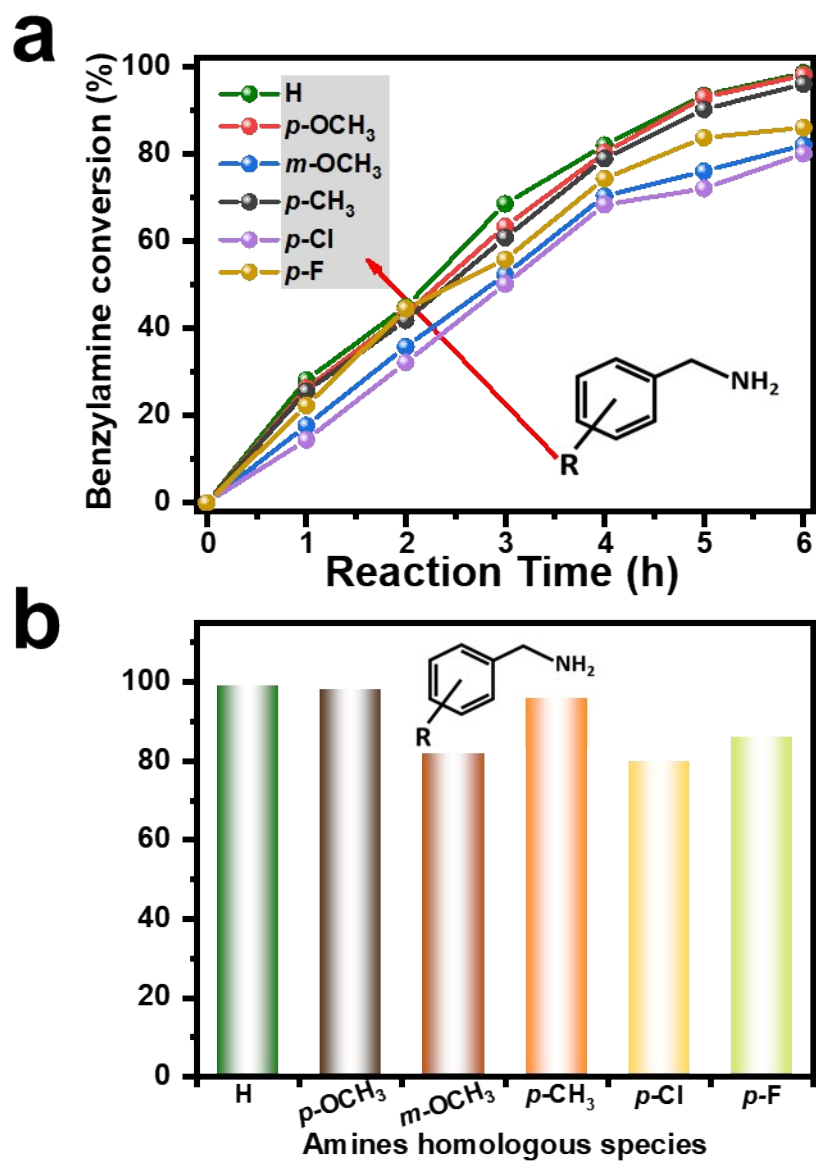 a
Benzylamine conversion (%)
100
80
60
40
20
0
H
p-OCH₃
m-OCH₃
p-CH₃
p-Cl
p-F
NH₂
R
0 1 2 3 4 5 6
Reaction Time (h)
b
100
80
60
40
20
0
NH₂
R
H p-OCH₃ m-OCH₃ p-CH₃ p-Cl p-F
Amines homologous species